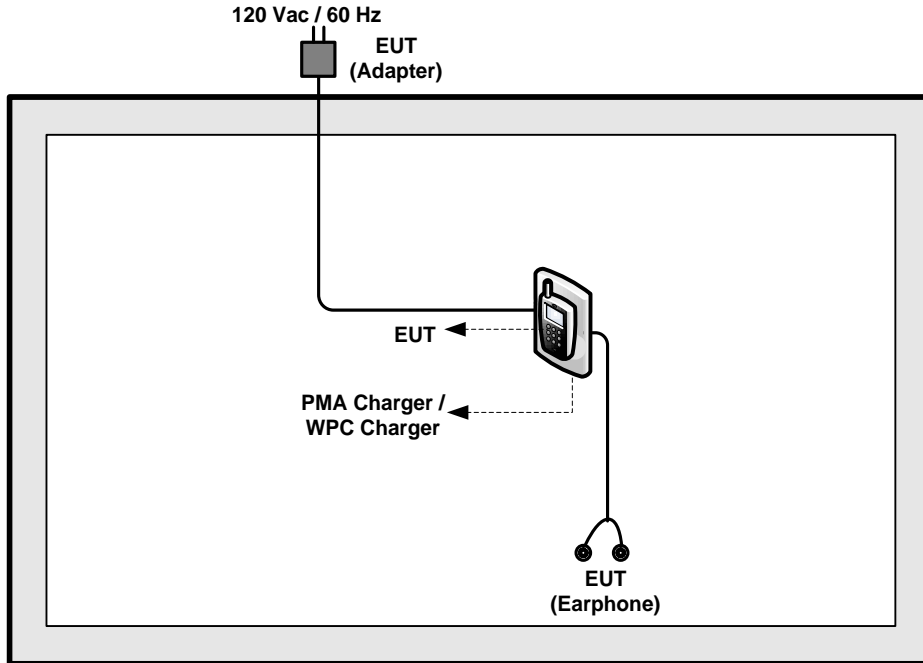 120 Vac / 60 Hz
EUT
(Adapter)
EUT
PMA Charger /
WPC Charger
EUT
(Earphone)